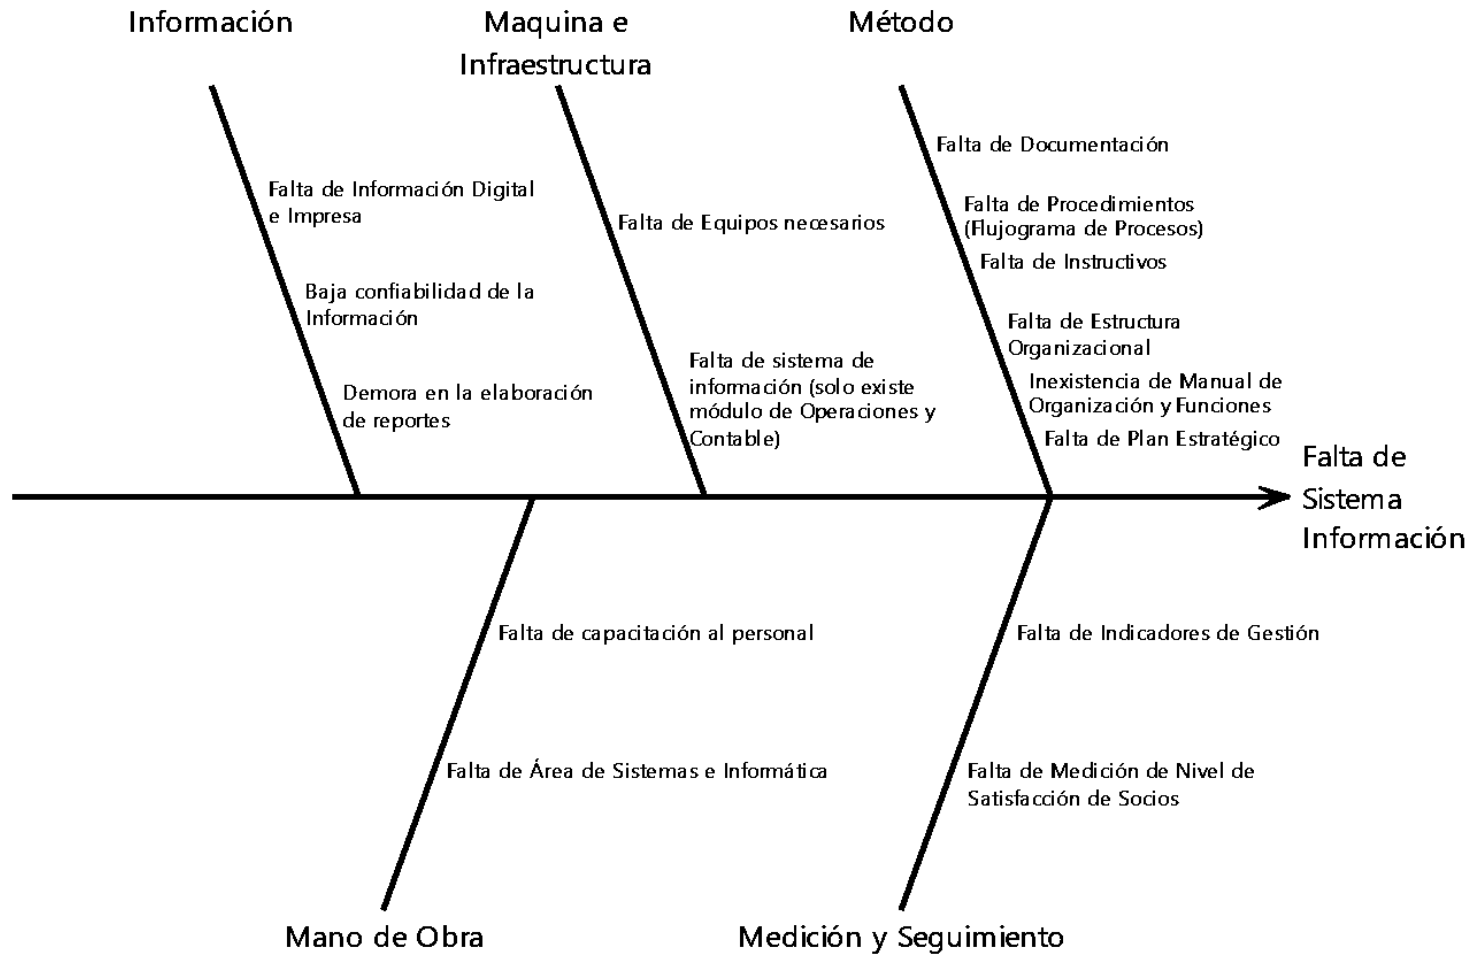 Información
Maquina e
Infraestructura
Método
Falta de Información Digital
e Impresa
Baja confiabilidad de la
Información
Demora en la elaboración
de reportes
Falta de Equipos necesarios
Falta de sistema de
información (solo existe
módulo de Operaciones y
Contable)
Falta de Documentación
Falta de Procedimientos
(Flujograma de Procesos)
Falta de Instructivos
Falta de Estructura
Organizacional
Inexistencia de Manual de
Organización y Funciones
Falta de Plan Estratégico
Falta de
Sistema
Información
Falta de capacitación al personal
Falta de Área de Sistemas e Informática
Falta de Indicadores de Gestión
Falta de Medición de Nivel de
Satisfacción de Socios
Mano de Obra
Medición y Seguimiento